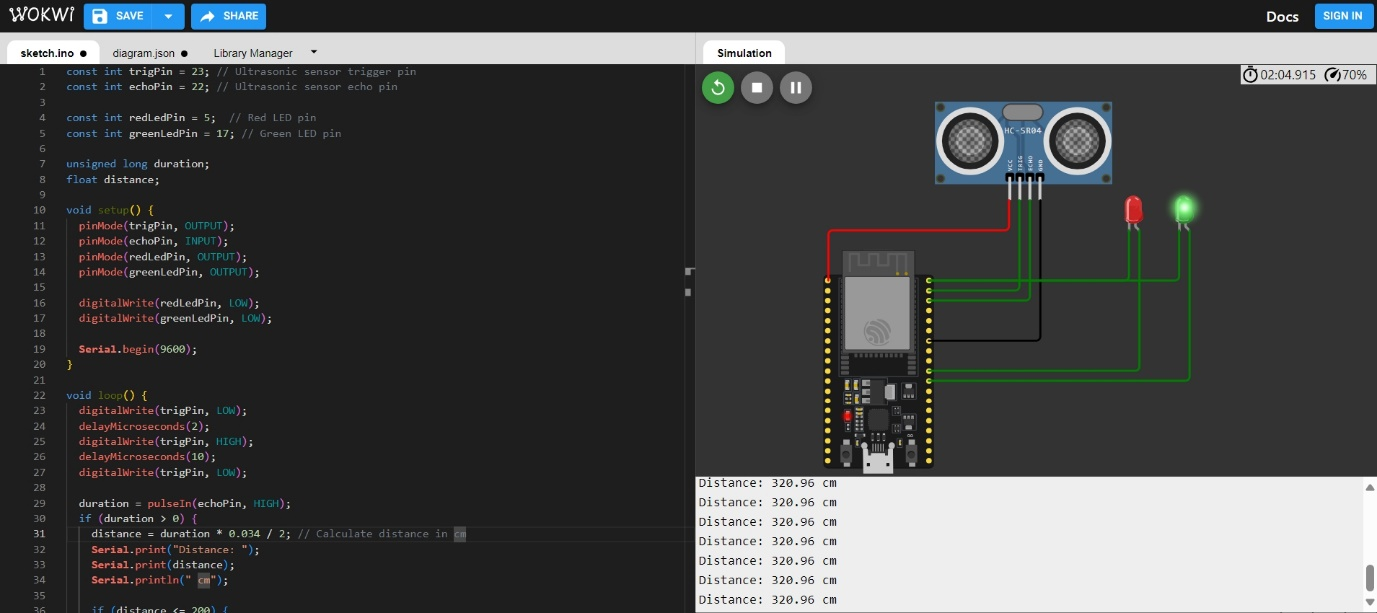 WOKWI SAVE SHARE Docs SIGN IN
sketch.ino diagram.json Library Manager Simulation
1 const int trigPin = 23; // Ultrasonic sensor trigger pin
2 const int echoPin = 22; // Ultrasonic sensor echo pin
3
4 const int redLedPin = 5;  // Red LED pin
5 const int greenLedPin = 17; // Green LED pin
6
7 unsigned long duration;
8 float distance;
9
10 void setup() {
11 pinMode(trigPin, OUTPUT);
12 pinMode(echoPin, INPUT);
13 pinMode(redLedPin, OUTPUT);
14 pinMode(greenLedPin, OUTPUT);
15
16 digitalWrite(redLedPin, LOW);
17 digitalWrite(greenLedPin, LOW);
18
19 Serial.begin(9600);
20 }
21
22 void loop() {
23 digitalWrite(trigPin, LOW);
24 delayMicroseconds(2);
25 digitalWrite(trigPin, HIGH);
26 delayMicroseconds(10);
27 digitalWrite(trigPin, LOW);
28
29 duration = pulseIn(echoPin, HIGH);
30 if (duration > 0) {
31 distance = duration * 0.034 / 2; // Calculate distance in cm
32 Serial.print("Distance: ");
33 Serial.print(distance);
34 Serial.println(" cm");
35
36 if (distance <= 200) {
02:04.915 70%
HC-SR04
VCC
TRIG
ECHO
GND
Distance: 320.96 cm
Distance: 320.96 cm
Distance: 320.96 cm
Distance: 320.96 cm
Distance: 320.96 cm
Distance: 320.96 cm
Distance: 320.96 cm